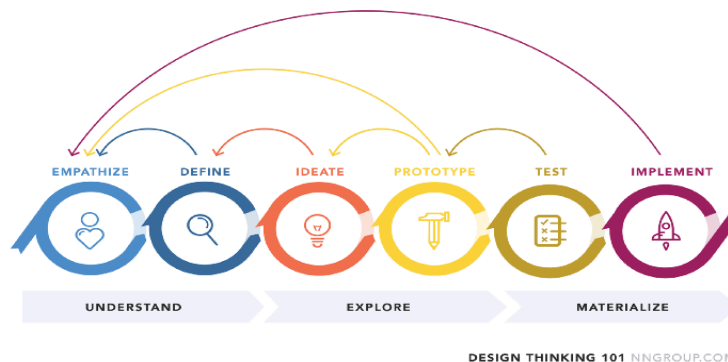 EMPATHIZE DEFINE IDEATE PROTOTYPE TEST IMPLEMENT
UNDERSTAND EXPLORE MATERIALIZE
DESIGN THINKING 101 NNGROUP.COM